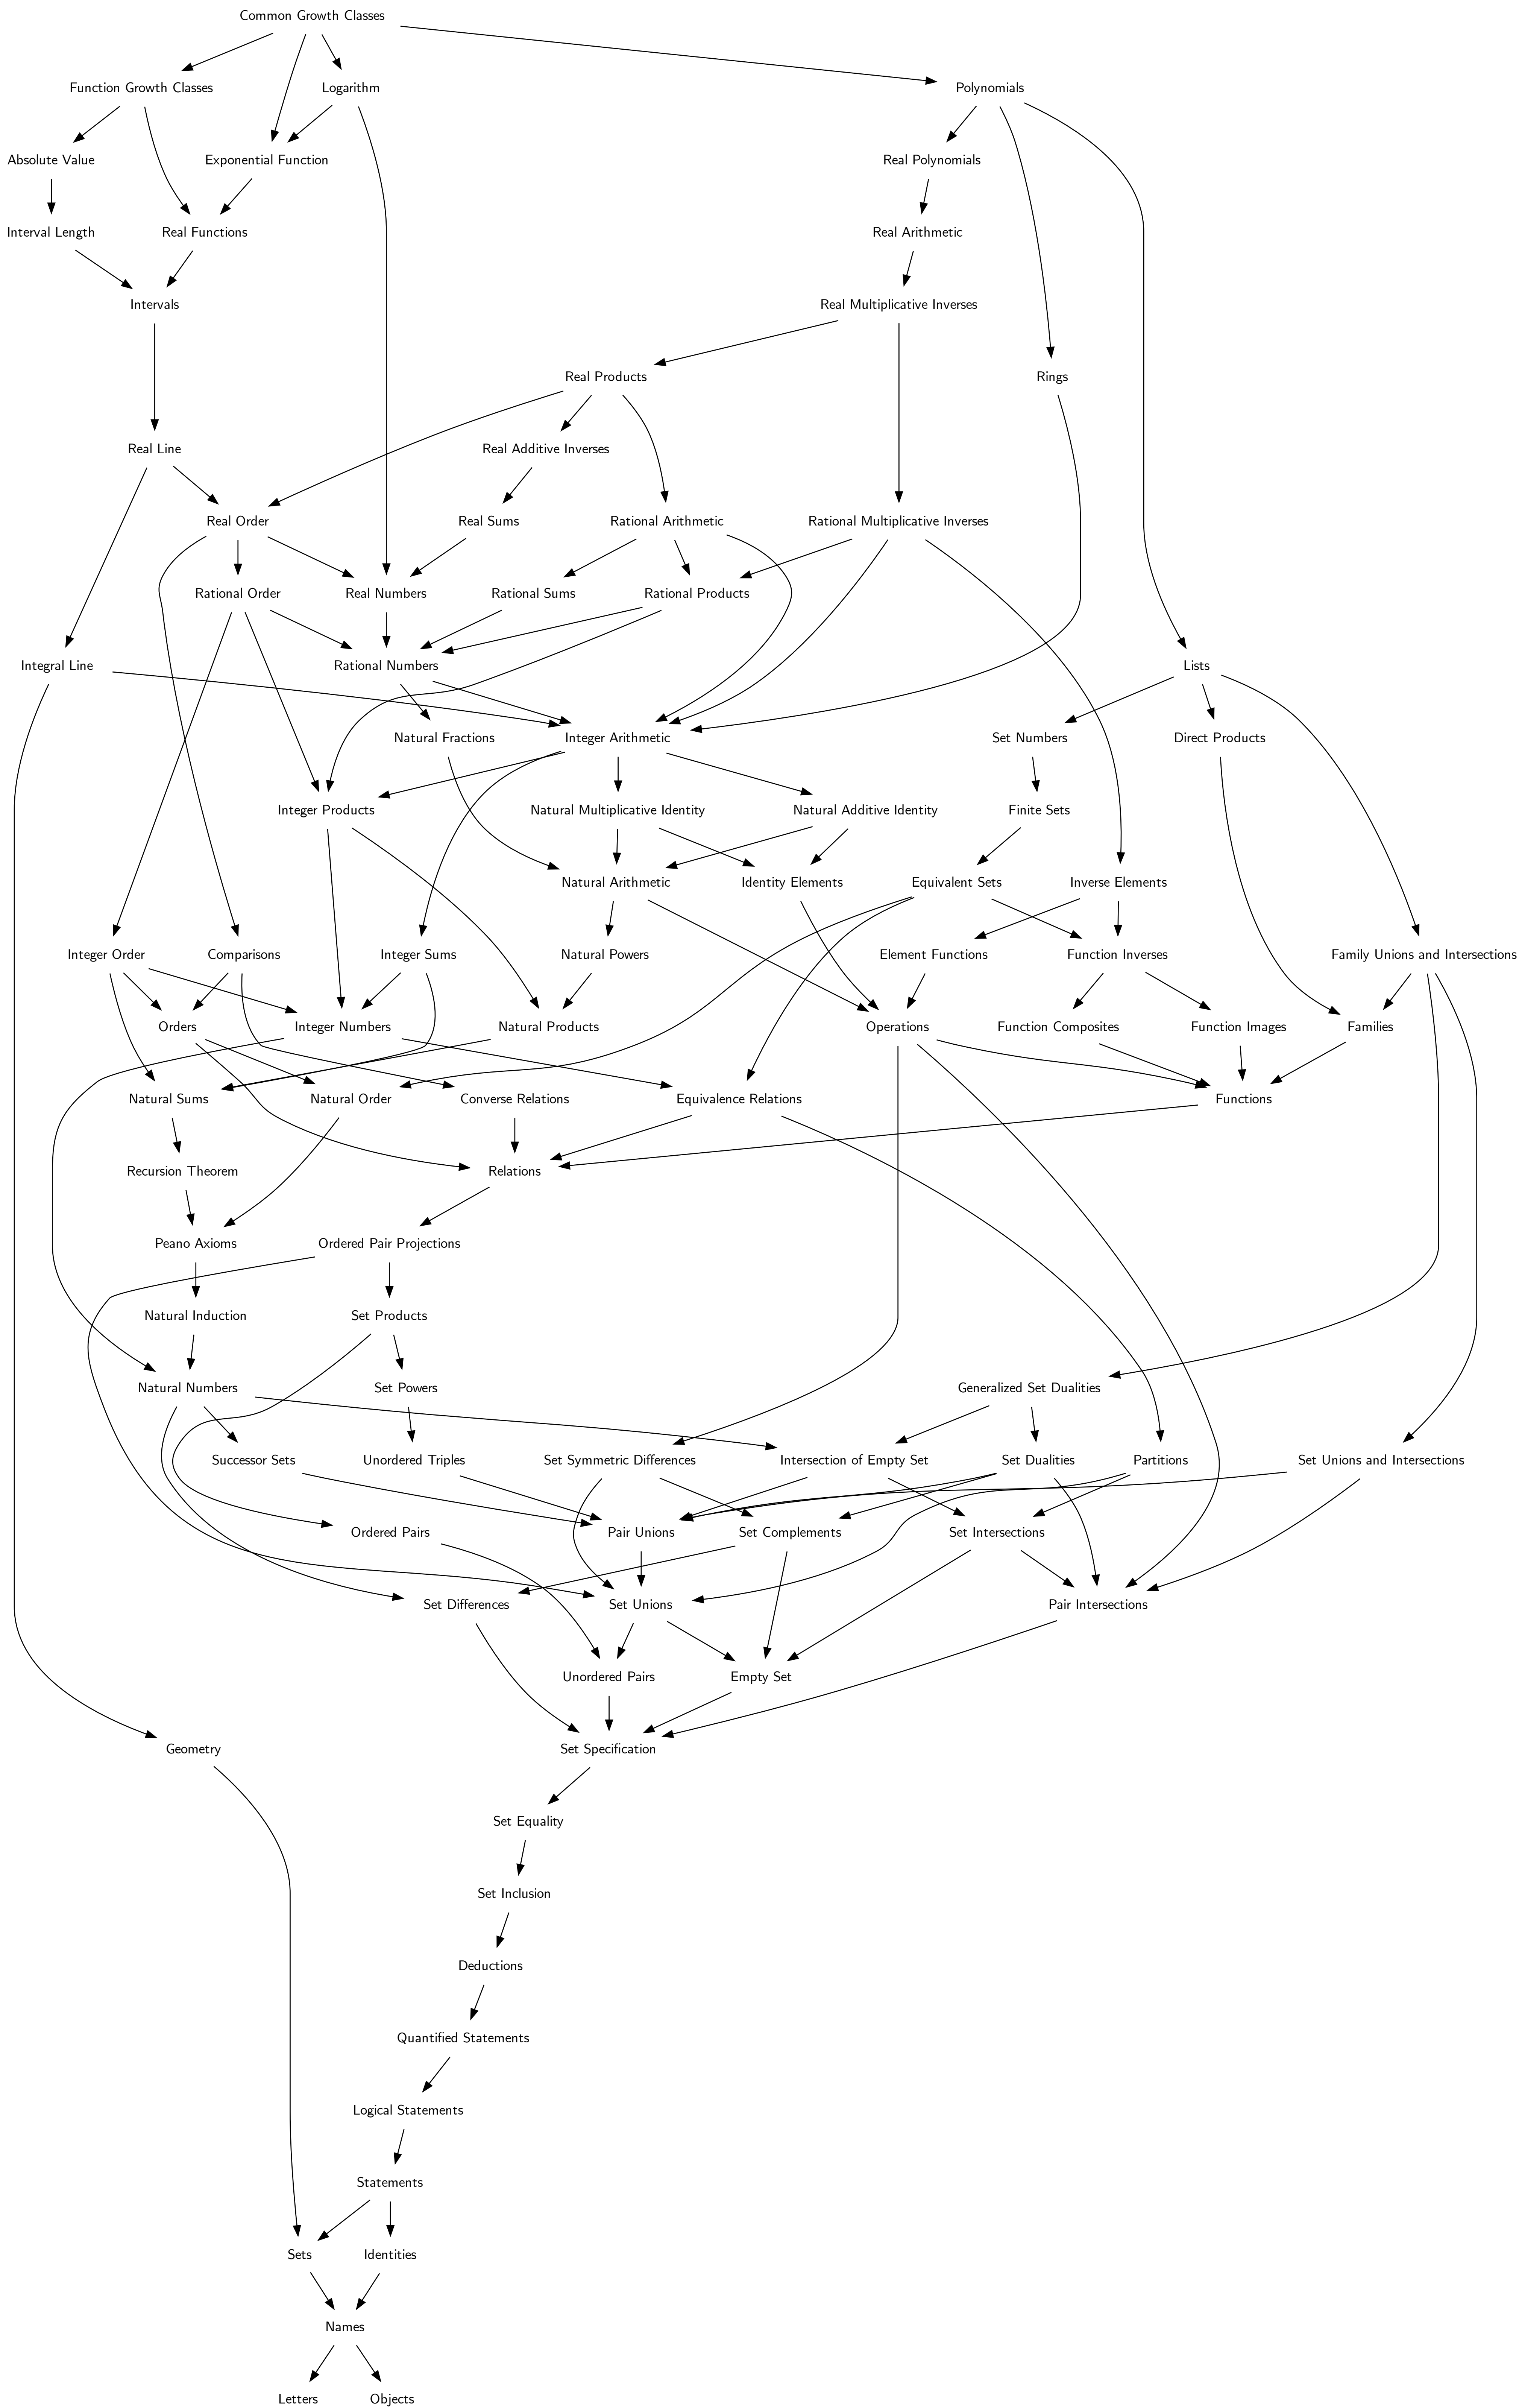 Common Growth Classes
Function Growth Classes
Logarithm
Polynomials
Absolute Value
Exponential Function
Real Polynomials
Interval Length
Real Functions
Real Arithmetic
Intervals
Real Multiplicative Inverses
Real Products
Rings
Real Line
Real Additive Inverses
Real Order
Real Sums
Rational Arithmetic
Rational Multiplicative Inverses
Rational Order
Real Numbers
Rational Sums
Rational Products
Integral Line
Rational Numbers
Lists
Natural Fractions
Integer Arithmetic
Set Numbers
Direct Products
Integer Products
Natural Multiplicative Identity
Natural Additive Identity
Finite Sets
Natural Arithmetic
Identity Elements
Equivalent Sets
Inverse Elements
Integer Order
Comparisons
Integer Sums
Natural Powers
Element Functions
Function Inverses
Family Unions and Intersections
Orders
Integer Numbers
Natural Products
Operations
Function Composites
Function Images
Families
Natural Sums
Natural Order
Converse Relations
Equivalence Relations
Functions
Recursion Theorem
Relations
Peano Axioms
Ordered Pair Projections
Natural Induction
Set Products
Natural Numbers
Set Powers
Generalized Set Dualities
Successor Sets
Unordered Triples
Set Symmetric Differences
Intersection of Empty Set
Set Dualities
Partitions
Set Unions and Intersections
Ordered Pairs
Pair Unions
Set Complements
Set Intersections
Set Differences
Set Unions
Pair Intersections
Unordered Pairs
Empty Set
Geometry
Set Specification
Set Equality
Set Inclusion
Deductions
Quantified Statements
Logical Statements
Statements
Sets
Identities
Names
Letters
Objects